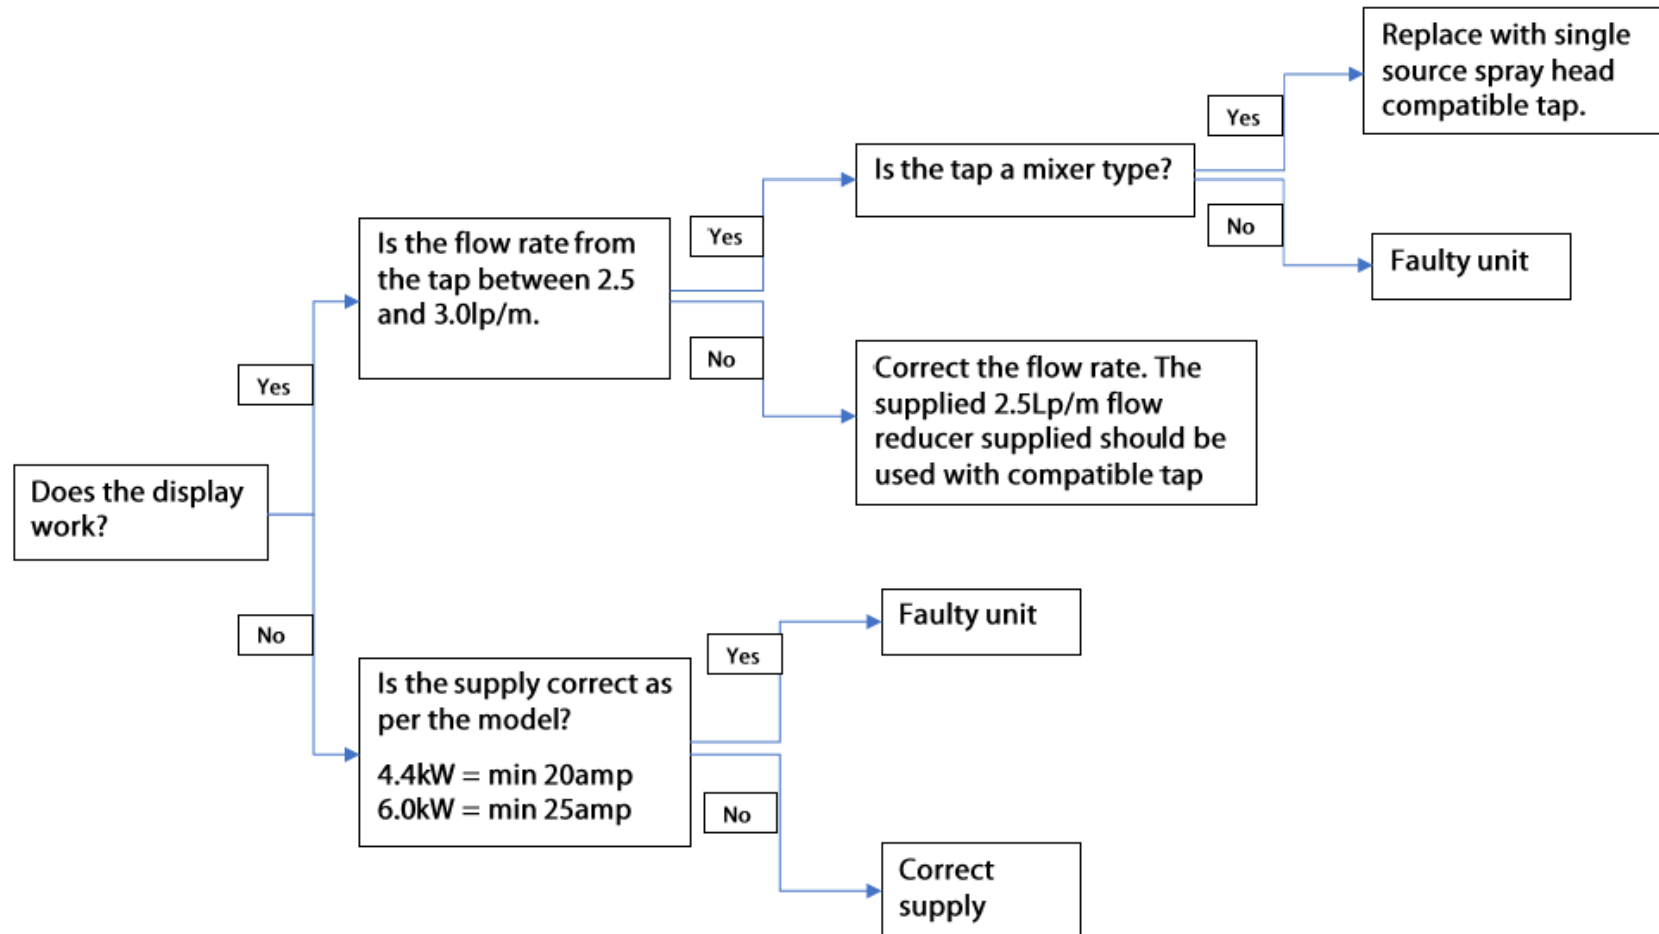 Does the display
work?
Yes
No
Is the flow rate from
the tap between 2.5
and 3.0lp/m.
Yes
No
Is the tap a mixer type?
Yes
No
Replace with single
source spray head
compatible tap.
Faulty unit
Correct the flow rate. The
supplied 2.5Lp/m flow
reducer supplied should be
used with compatible tap
Is the supply correct as
per the model?
4.4kW = min 20amp
6.0kW = min 25amp
Yes
No
Faulty unit
Correct
supply